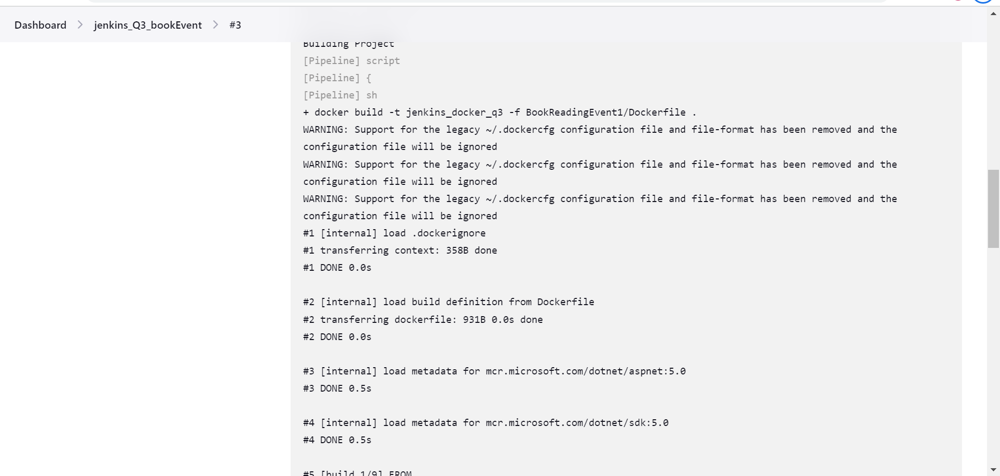 Dashboard > jenkins_Q3_bookEvent > #3
Building Project
[Pipeline] script
[Pipeline] {
[Pipeline] sh
+ docker build -t jenkins_docker_q3 -f BookReadingEvent1/Dockerfile .
WARNING: Support for the legacy ~/.dockercfg configuration file and file-format has been removed and the
configuration file will be ignored
WARNING: Support for the legacy ~/.dockercfg configuration file and file-format has been removed and the
configuration file will be ignored
WARNING: Support for the legacy ~/.dockercfg configuration file and file-format has been removed and the
configuration file will be ignored
#1 [internal] load .dockerignore
#1 transferring context: 358B done
#1 DONE 0.0s
#2 [internal] load build definition from Dockerfile
#2 transferring dockerfile: 931B 0.0s done
#2 DONE 0.0s
#3 [internal] load metadata for mcr.microsoft.com/dotnet/aspnet:5.0
#3 DONE 0.5s
#4 [internal] load metadata for mcr.microsoft.com/dotnet/sdk:5.0
#4 DONE 0.5s
#5 [build 1/9] FROM